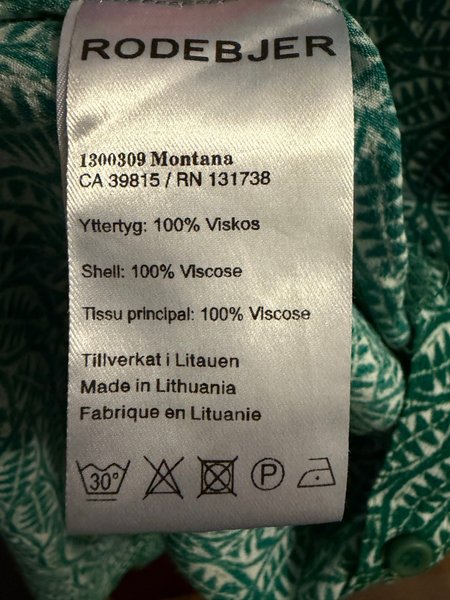 RODEBJER
1300309 Montana
CA 39815 / RN 131738
Yttertyg: 100% Viskos
Shell: 100% Viscose
Tissu principal: 100% Viscose
Tillverkat i Litauen
Made in Lithuania
Fabrique en Lituanie
30° P